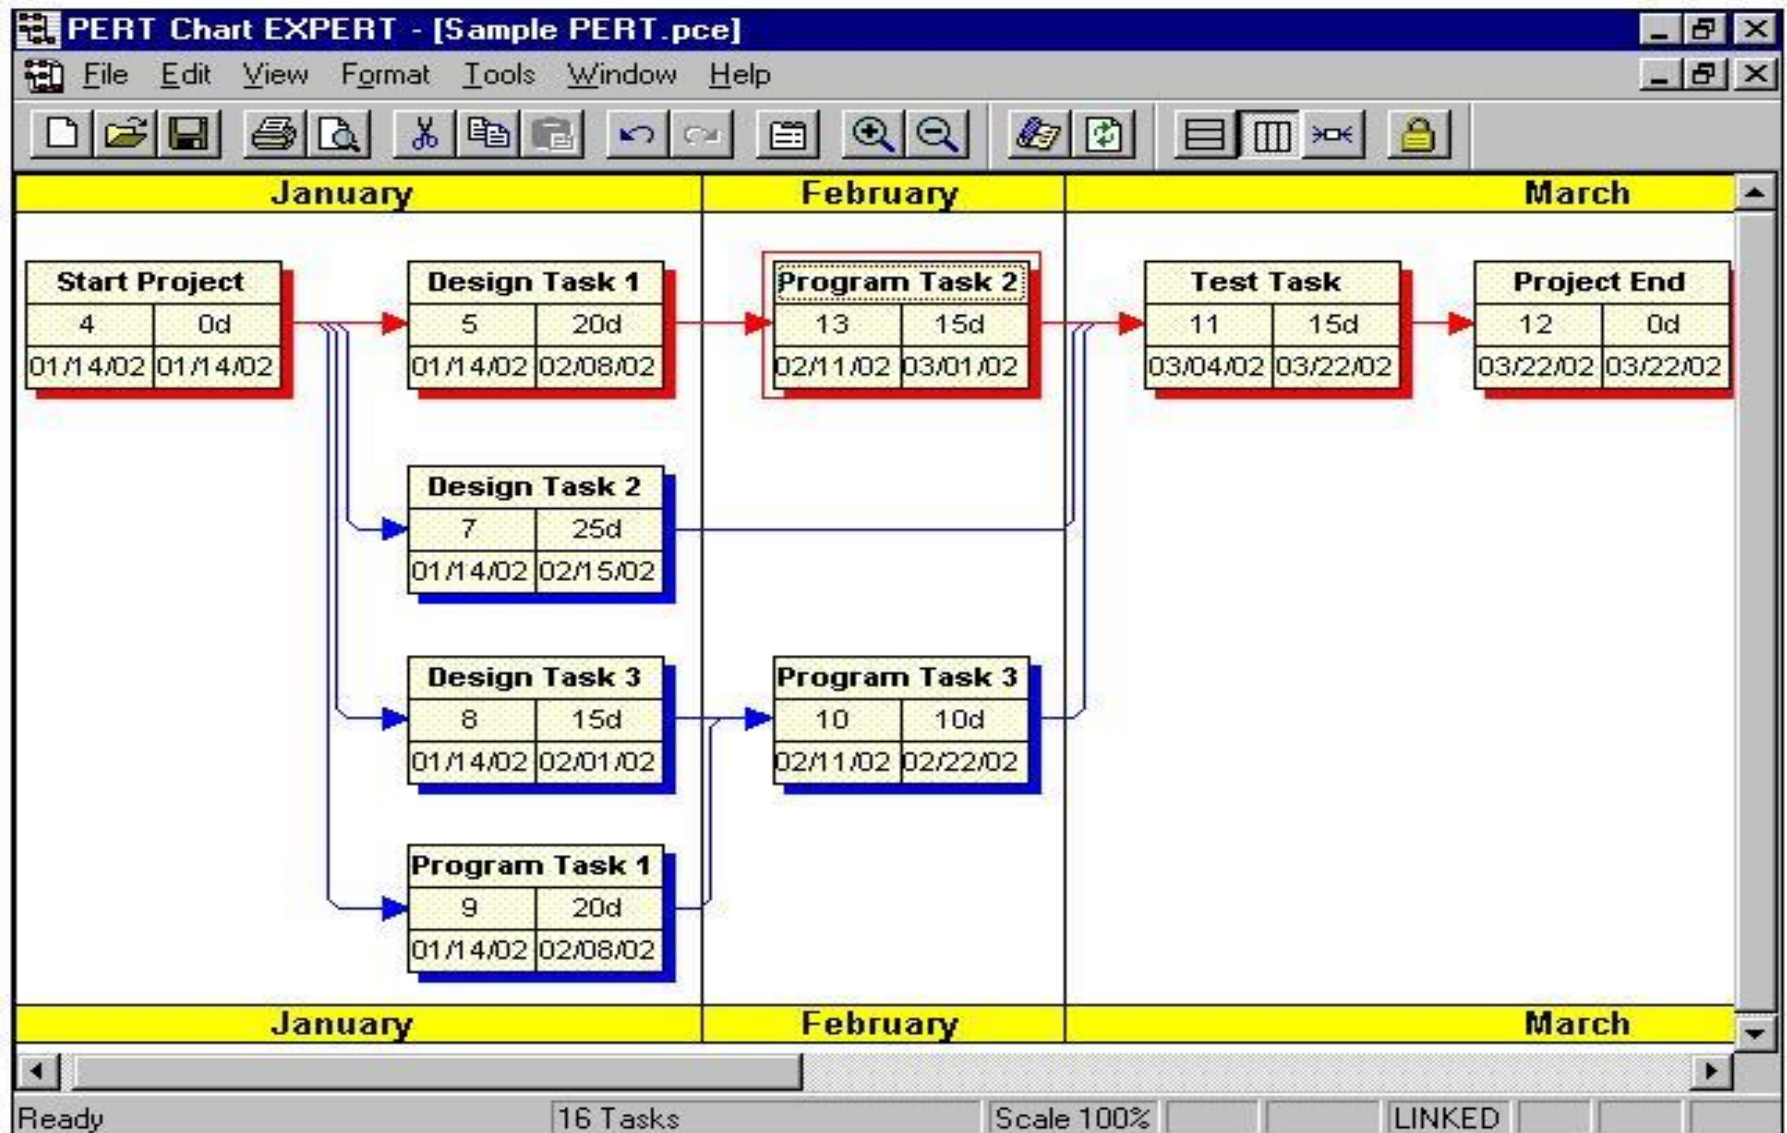 PERT Chart EXPERT - [Sample PERT.pce]
File Edit View Format Tools Window Help
January February March
Start Project
4 0d
01/14/02 01/14/02
Design Task 1
5 20d
01/14/02 02/08/02
Program Task 2
13 15d
02/11/02 03/01/02
Test Task
11 15d
03/04/02 03/22/02
Project End
12 0d
03/22/02 03/22/02
Design Task 2
7 25d
01/14/02 02/15/02
Design Task 3
8 15d
01/14/02 02/01/02
Program Task 3
10 10d
02/11/02 02/22/02
Program Task 1
9 20d
01/14/02 02/08/02
January February March
Ready 16 Tasks Scale 100% LINKED